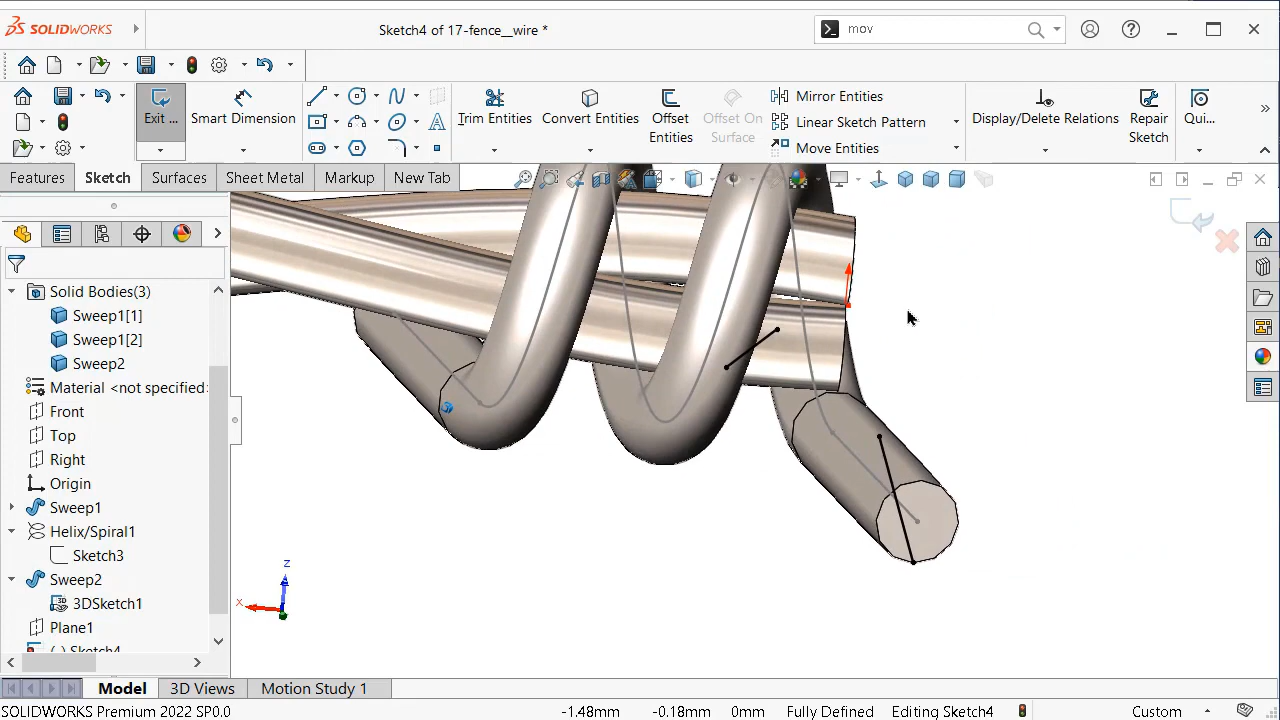 SOLIDWORKS
Sketch4 of 17-fence__wire *
mov
Exit ...
Smart Dimension
Trim Entities
Convert Entities
Offset Entities
Offset On Surface
Mirror Entities
Linear Sketch Pattern
Move Entities
Display/Delete Relations
Repair Sketch
Qui...
Features
Sketch
Surfaces
Sheet Metal
Markup
New Tab
Solid Bodies(3)
Sweep1[1]
Sweep1[2]
Sweep2
Material <not specified>
Front
Top
Right
Origin
Sweep1
Helix/Spiral1
Sketch3
Sweep2
3DSketch1
Plane1
(-) Sketch4
Z
X
Model
3D Views
Motion Study 1
SOLIDWORKS Premium 2022 SP0.0
-1.48mm
-0.18mm
0mm
Fully Defined
Editing Sketch4
Custom